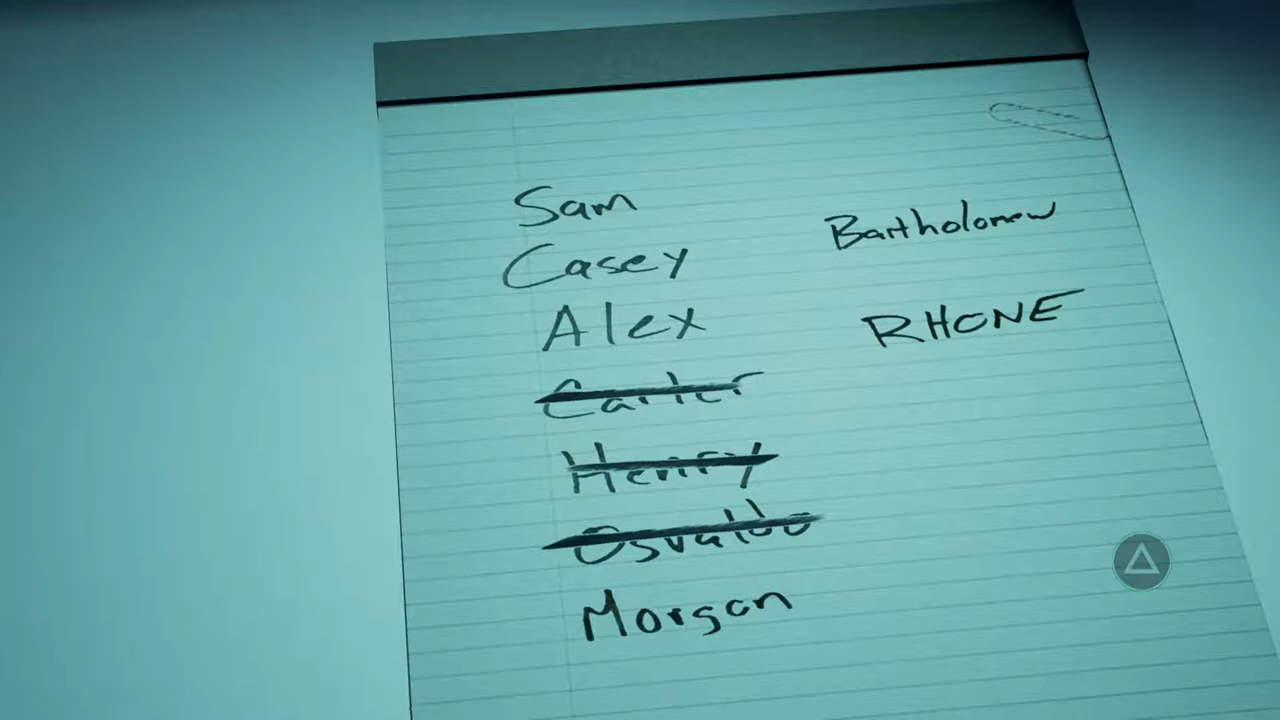 Sam
Casey
Alex
Carter
Henry
Osvaldo
Morgan
Bartholomew
RHONE